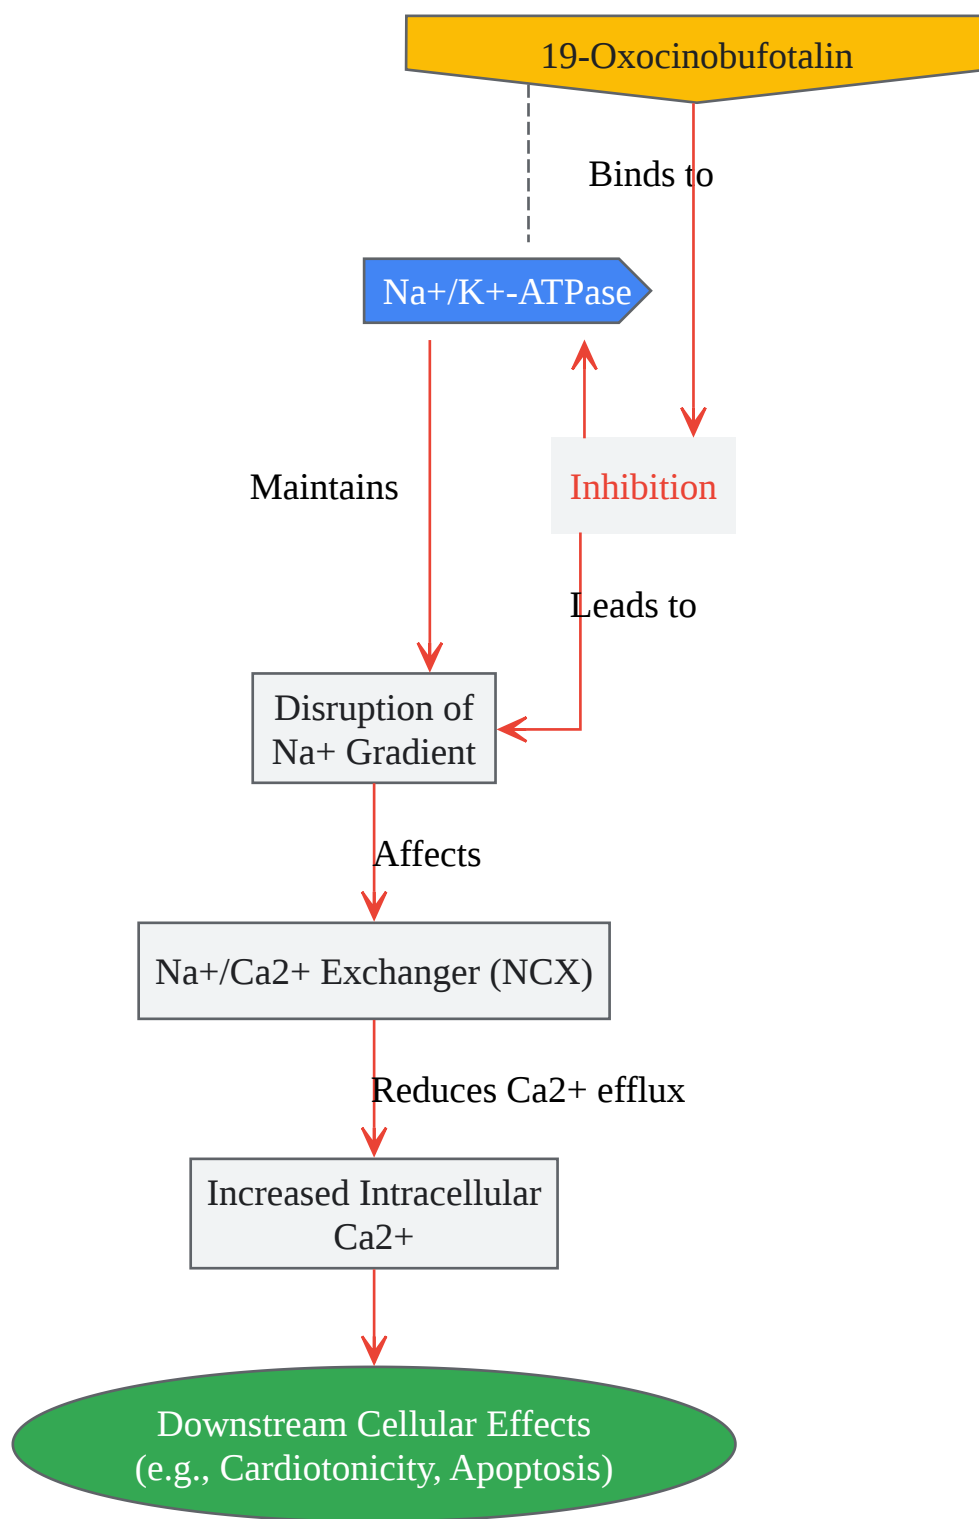 19-Oxocinobufotalin
Binds to
Na+/K+-ATPase
Maintains
Inhibition
Leads to
Disruption of
Na+ Gradient
Affects
Na+/Ca2+ Exchanger (NCX)
Reduces Ca2+ efflux
Increased Intracellular
Ca2+
Downstream Cellular Effects
(e.g., Cardiotonicity, Apoptosis)